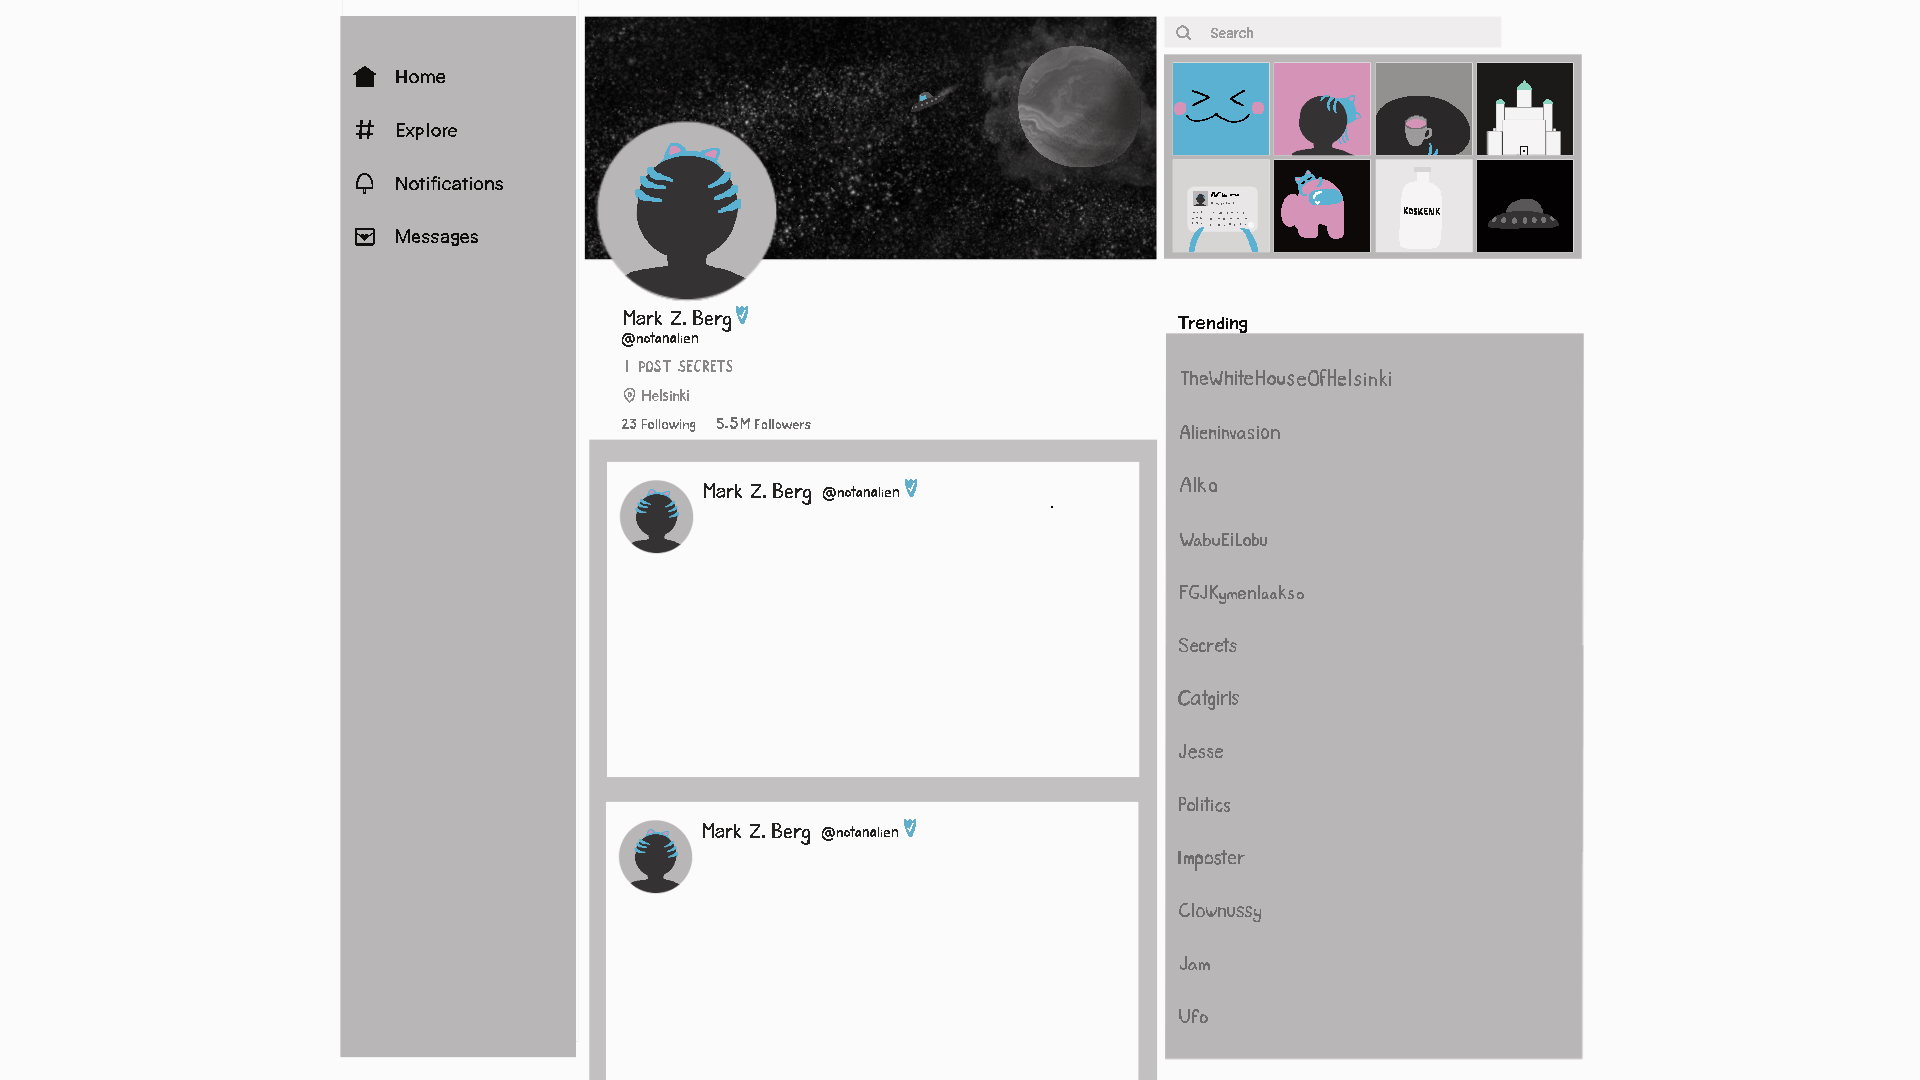 Home
Explore
Notifications
Messages
Mark Z. Berg
@notanalien
I POST SECRETS
Helsinki
23 Following 5.5M Followers
Mark Z. Berg @notanalien
Mark Z. Berg @notanalien
Search
KOSKENK
Trending
TheWhiteHouseOfHelsinki
Alieninvasion
Alko
WabuEiLobu
FGJKymenlaakso
Secrets
Catgirls
Jesse
Politics
Imposter
Clownussy
Jam
Ufo